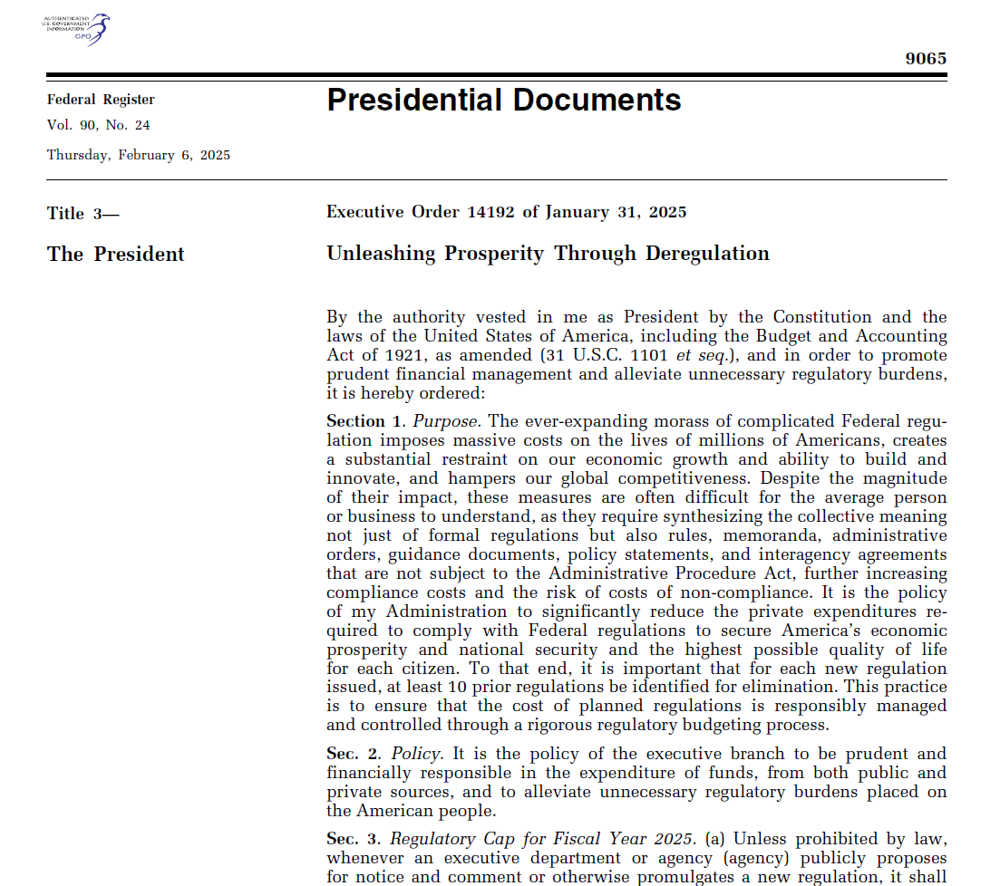 AUTHENTICATED
U.S. GOVERNMENT
INFORMATION
GPO
9065
Federal Register
Vol. 90, No. 24
Thursday, February 6, 2025
Presidential Documents
Title 3—
The President
Executive Order 14192 of January 31, 2025
Unleashing Prosperity Through Deregulation
By the authority vested in me as President by the Constitution and the
laws of the United States of America, including the Budget and Accounting
Act of 1921, as amended (31 U.S.C. 1101 et seq.), and in order to promote
prudent financial management and alleviate unnecessary regulatory burdens,
it is hereby ordered:
Section 1. Purpose. The ever-expanding morass of complicated Federal regu-
lation imposes massive costs on the lives of millions of Americans, creates
a substantial restraint on our economic growth and ability to build and
innovate, and hampers our global competitiveness. Despite the magnitude
of their impact, these measures are often difficult for the average person
or business to understand, as they require synthesizing the collective meaning
not just of formal regulations but also rules, memoranda, administrative
orders, guidance documents, policy statements, and interagency agreements
that are not subject to the Administrative Procedure Act, further increasing
compliance costs and the risk of costs of non-compliance. It is the policy
of my Administration to significantly reduce the private expenditures re-
quired to comply with Federal regulations to secure America's economic
prosperity and national security and the highest possible quality of life
for each citizen. To that end, it is important that for each new regulation
issued, at least 10 prior regulations be identified for elimination. This practice
is to ensure that the cost of planned regulations is responsibly managed
and controlled through a rigorous regulatory budgeting process.
Sec. 2. Policy. It is the policy of the executive branch to be prudent and
financially responsible in the expenditure of funds, from both public and
private sources, and to alleviate unnecessary regulatory burdens placed on
the American people.
Sec. 3. Regulatory Cap for Fiscal Year 2025. (a) Unless prohibited by law,
whenever an executive department or agency (agency) publicly proposes
for notice and comment or otherwise promulgates a new regulation, it shall